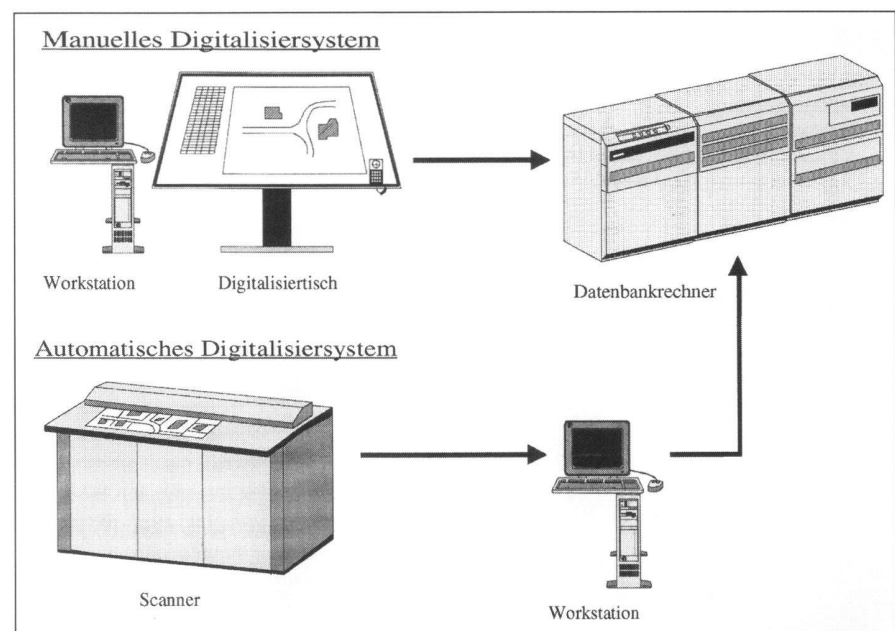 Manuelles Digitalisiersystem
Workstation
Digitalisiertisch
Datenbankrechner
Automatisches Digitalisiersystem
Scanner
Workstation